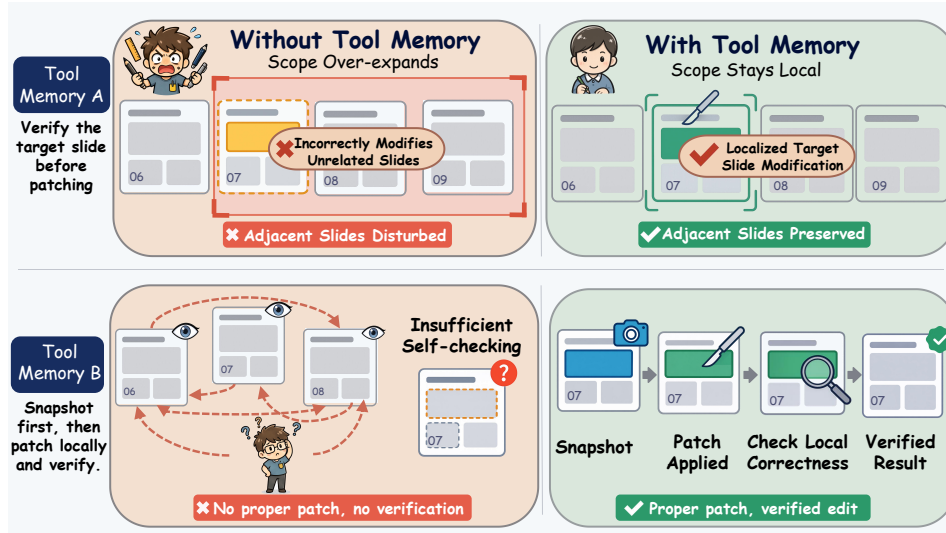 Tool
Memory A
Verify the
target slide
before
patching
Without Tool Memory
Scope Over-expands
06
07
08
09
Incorrectly Modifies
Unrelated Slides
Adjacent Slides Disturbed
With Tool Memory
Scope Stays Local
06
07
08
09
Localized Target
Slide Modification
Adjacent Slides Preserved
Tool
Memory B
Snapshot
first, then
patch locally
and verify.
06
07
08
Insufficient
Self-checking
?
07
? ? ?
No proper patch, no verification
07
07
07
07
Snapshot
Patch
Applied
Check Local
Correctness
Verified
Result
Proper patch, verified edit